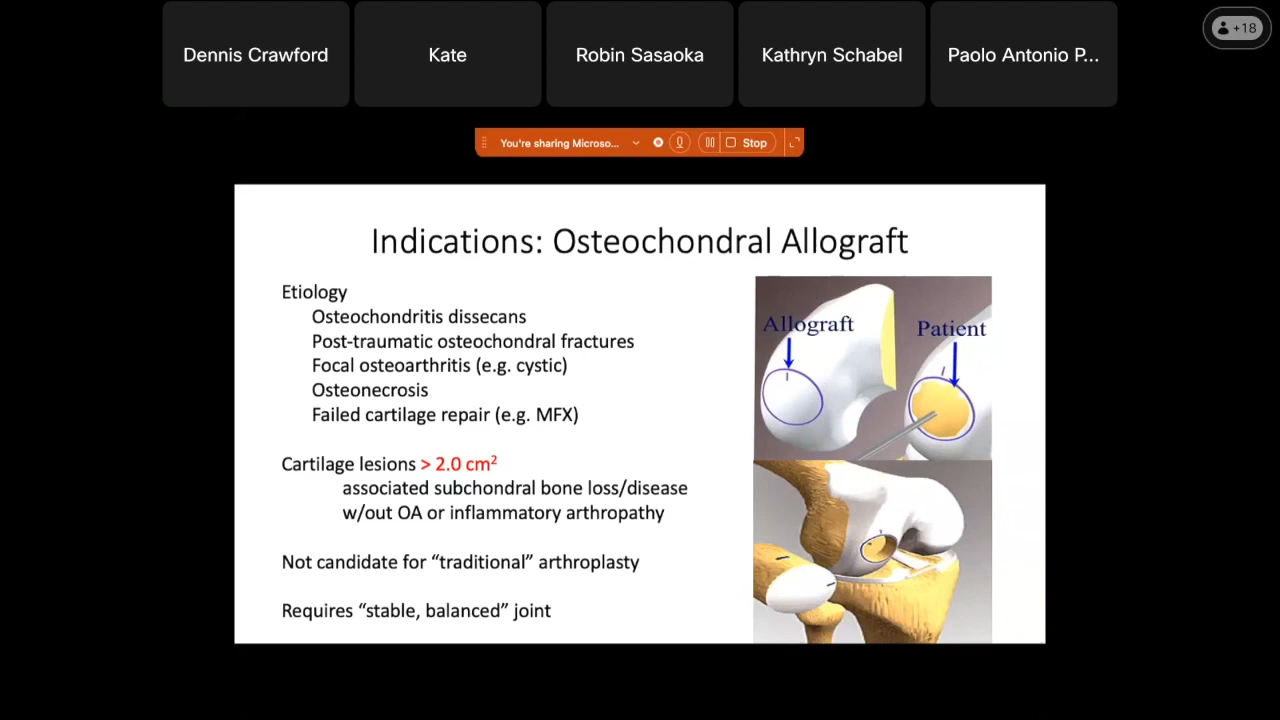 Dennis Crawford
Kate
Robin Sasaoka
Kathryn Schabel
Paolo Antonio P...
+18
You're sharing Microso...
Stop
Indications: Osteochondral Allograft
Etiology
Osteochondritis dissecans
Post-traumatic osteochondral fractures
Focal osteoarthritis (e.g. cystic)
Osteonecrosis
Failed cartilage repair (e.g. MFX)
Cartilage lesions > 2.0 cm²
associated subchondral bone loss/disease
w/out OA or inflammatory arthropathy
Not candidate for “traditional” arthroplasty
Requires “stable, balanced” joint
Allograft
Patient